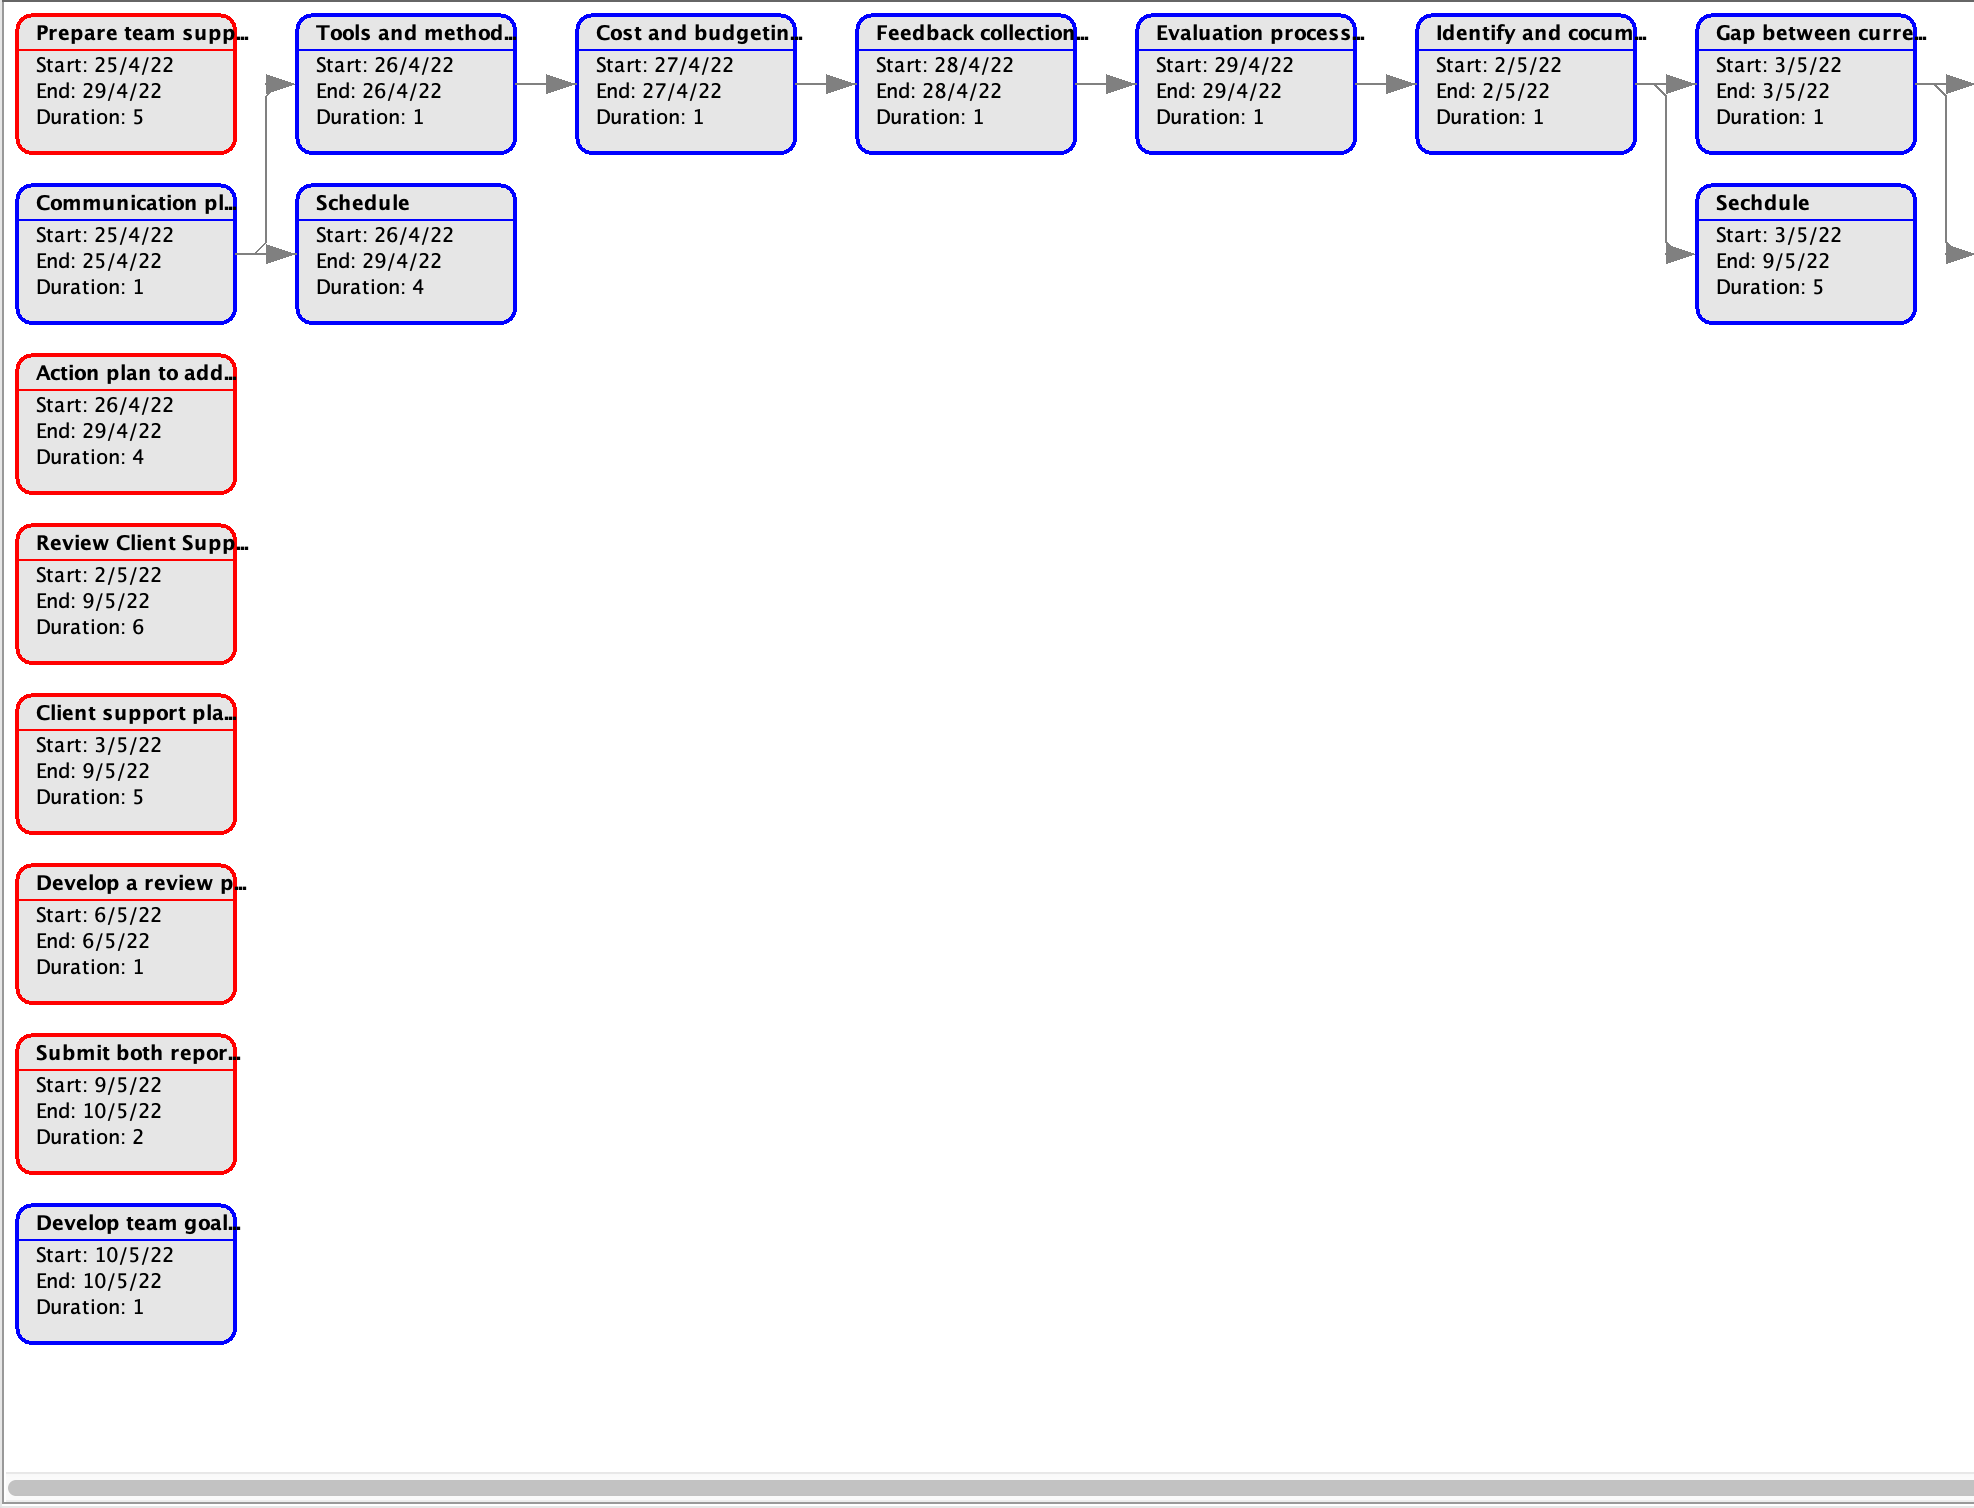 Prepare team supp...
Start: 25/4/22
End: 29/4/22
Duration: 5
Tools and method...
Start: 26/4/22
End: 26/4/22
Duration: 1
Cost and budgetin...
Start: 27/4/22
End: 27/4/22
Duration: 1
Feedback collection...
Start: 28/4/22
End: 28/4/22
Duration: 1
Evaluation process...
Start: 29/4/22
End: 29/4/22
Duration: 1
Identify and cocum...
Start: 2/5/22
End: 2/5/22
Duration: 1
Gap between curre...
Start: 3/5/22
End: 3/5/22
Duration: 1
Communication pl...
Start: 25/4/22
End: 25/4/22
Duration: 1
Schedule
Start: 26/4/22
End: 29/4/22
Duration: 4
Sechdule
Start: 3/5/22
End: 9/5/22
Duration: 5
Action plan to add...
Start: 26/4/22
End: 29/4/22
Duration: 4
Review Client Supp...
Start: 2/5/22
End: 9/5/22
Duration: 6
Client support pla...
Start: 3/5/22
End: 9/5/22
Duration: 5
Develop a review p...
Start: 6/5/22
End: 6/5/22
Duration: 1
Submit both repor...
Start: 9/5/22
End: 10/5/22
Duration: 2
Develop team goal...
Start: 10/5/22
End: 10/5/22
Duration: 1